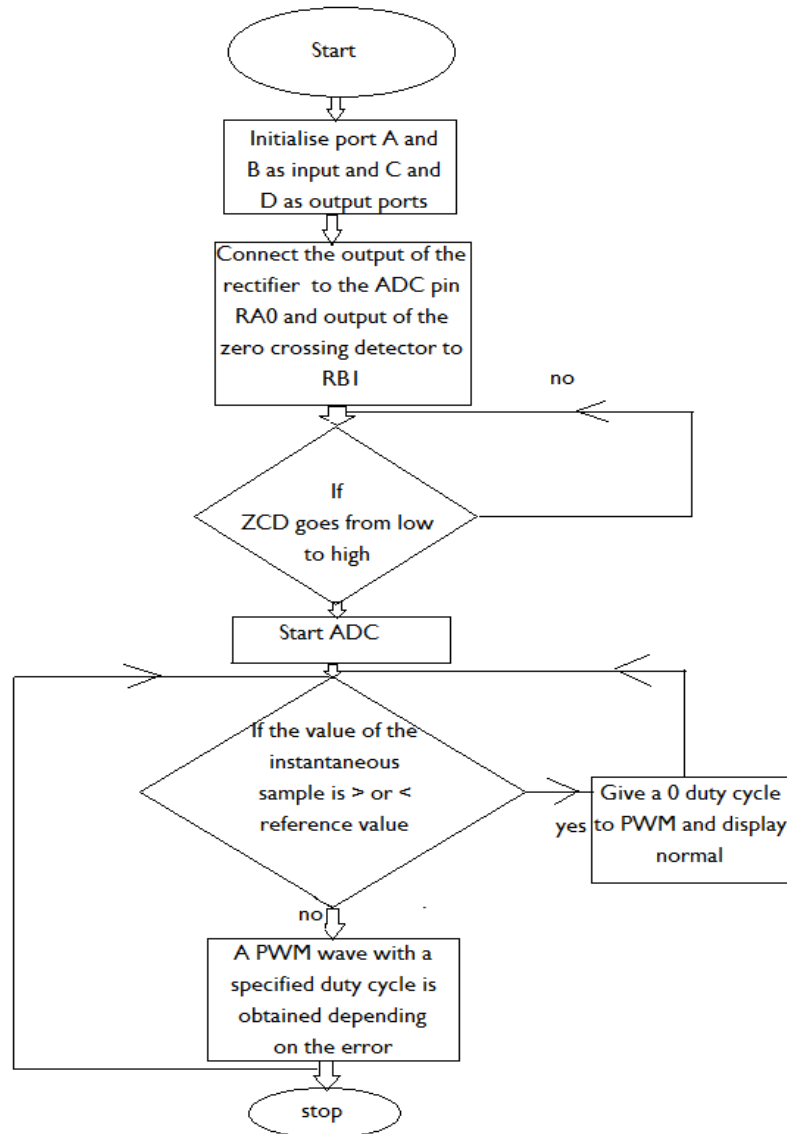 Start
Initialise port A and
B as input and C and
D as output ports
Connect the output of the
rectifier to the ADC pin
RA0 and output of the
zero crossing detector to
RB1
no
If
ZCD goes from low
to high
Start ADC
If the value of the
instantaneous
sample is > or <
reference value
yes
Give a 0 duty cycle
to PWM and display
normal
no
A PWM wave with a
specified duty cycle is
obtained depending
on the error
stop